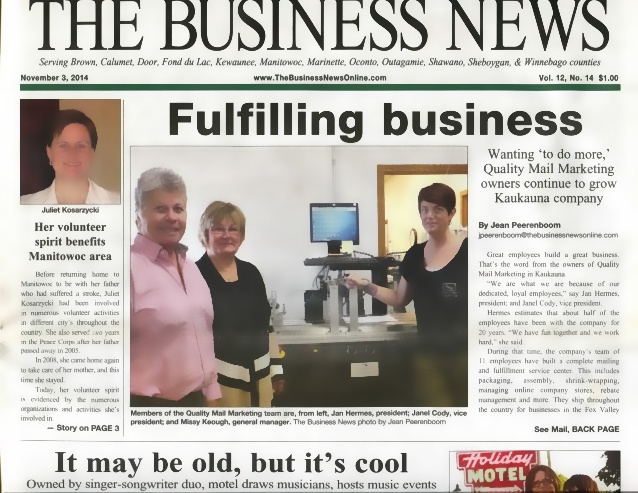 THE BUSINESS NEWS
Serving Brown, Calumet, Door, Fond du Lac, Kewaunee, Manitowoc, Marinette, Oconto, Outagamie, Shawano, Sheboygan, & Winnebago counties
November 3, 2014 www.TheBusinessNewsOnline.com Vol. 12, No. 14 $1.00
Juliet Kosarzycki
Her volunteer
spirit benefits
Manitowoc area
Before returning home to
Manitowoc to be with her father
who had suffered a stroke, Juliet
Kosarzycki had been involved
in numerous volunteer activities
in different city's throughout the
country. She also served two years
in the Peace Corps after her father
passed away in 2005.
In 2008, she came home again
to take care of her mother, and this
time she stayed.
Today, her volunteer spirit
is evidenced by the numerous
organizations and activities she's
involved in.
— Story on PAGE 3
Fulfilling business
Members of the Quality Mail Marketing team are, from left, Jan Hermes, president; Janel Cody, vice
president; and Missy Keough, general manager. The Business News photo by Jean Peerenboom
Wanting 'to do more,'
Quality Mail Marketing
owners continue to grow
Kaukauna company
By Jean Peerenboom
jpeerenboom@thebusinessnewsonline.com
Great employees build a great business.
That's the word from the owners of Quality
Mail Marketing in Kaukauna.
"We are what we are because of our
dedicated, loyal employees," say Jan Hermes,
president; and Janel Cody, vice president.
Hermes estimates that about half of the
employees have been with the company for
20 years. "We have fun together and we work
hard," she said.
During that time, the company's team of
11 employees have built a complete mailing
and fulfillment service center. This includes
packaging, assembly, shrink-wrapping,
managing online company stores, rebate
management and more. They ship throughout
the country for businesses in the Fox Valley
See Mail, BACK PAGE
It may be old, but it's cool
Owned by singer-songwriter duo, motel draws musicians, hosts music events
Holiday
MOTEL